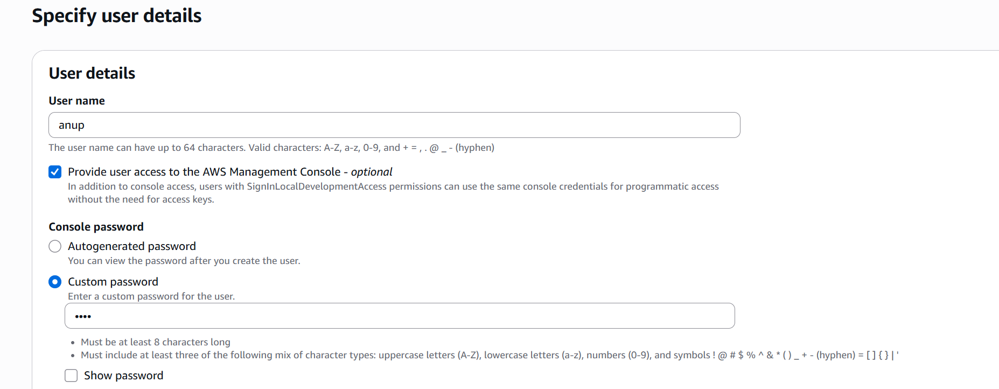 Specify user details
User details
User name
anup
The user name can have up to 64 characters. Valid characters: A-Z, a-z, 0-9, and + = , . @ _ - (hyphen)
Provide user access to the AWS Management Console - optional
In addition to console access, users with SignInLocalDevelopmentAccess permissions can use the same console credentials for programmatic access
without the need for access keys.
Console password
Autogenerated password
You can view the password after you create the user.
Custom password
Enter a custom password for the user.
••••
• Must be at least 8 characters long
• Must include at least three of the following mix of character types: uppercase letters (A-Z), lowercase letters (a-z), numbers (0-9), and symbols ! @ # $ % ^ & * ( ) _ + - (hyphen) = [ ] { } | '
Show password